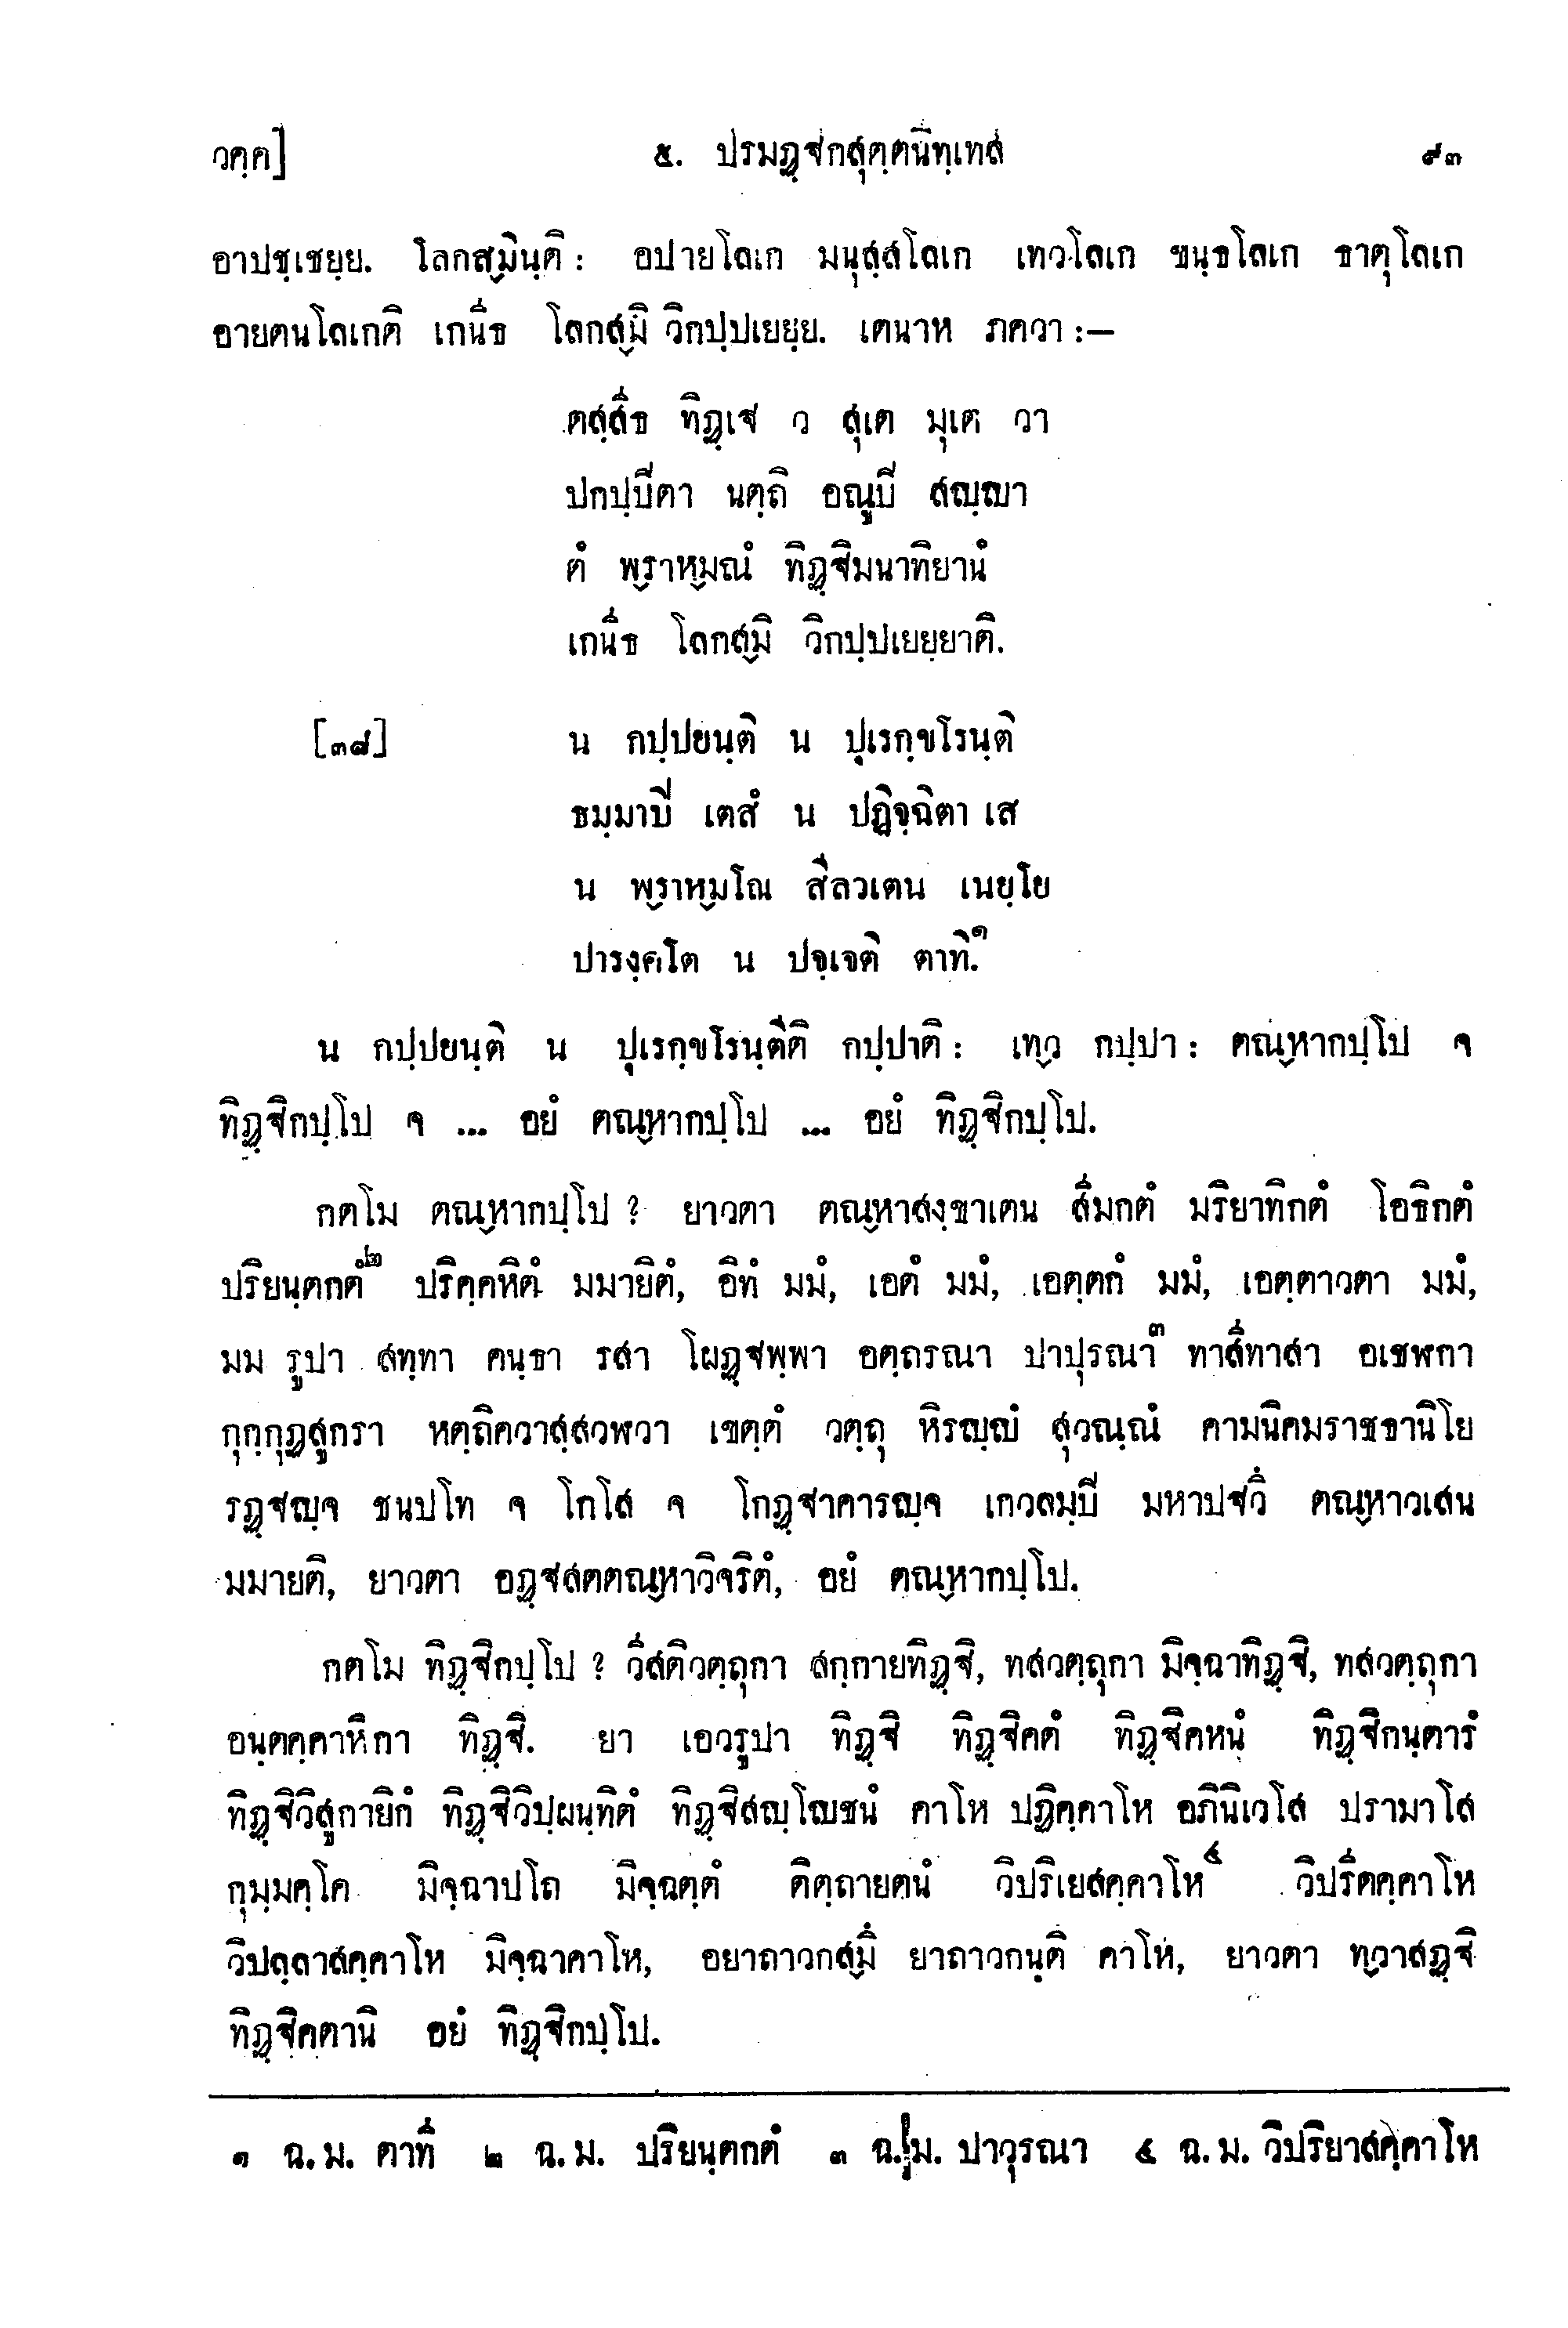 วคฺค]	๕. ปรมฏฺฐกสุตฺตนิทฺเทส	๙๓
อาปชฺเชยฺย. โลกสฺมินฺติ : อปายโลเก มนุสฺสโลเก เทวโลเก ขนฺธโลเก ธาตุโลเก
อายตนโลเกติ เกนีธ โลกสฺมิ วิกปฺปเยยฺย. เตนาห ภควา :—
ตสฺสีธ ทิฏฺเฐ ว สุเต มุเต วา
ปกปฺปิตา นตฺถิ อณูปิ สญฺญา
ตํ พฺราหฺมณํ ทิฏฺฐิมนาทิยานํ
เกนีธ โลกสฺมิ วิกปฺปเยยฺยาติ.
[๓๘]	น กปฺปยนฺติ น ปุเรกฺขโรนฺติ
ธมฺมาปิ เตสํ น ปฏิจฺฉิตา เส
น พฺราหฺมโณ สีลวเตน เนยฺโย
ปารงฺคโต น ปจฺเจติ ตาทิ.๑
น กปฺปยนฺติ น ปุเรกฺขโรนฺตีติ กปฺปาติ : เทฺว กปฺปา : ตณฺหากปฺโป จ
ทิฏฺฐิกปฺโป จ ... อยํ ตณฺหากปฺโป ... อยํ ทิฏฺฐิกปฺโป.
กตโม ตณฺหากปฺโป ? ยาวตา ตณฺหาสงฺขาเตน สีมกตํ มริยาทิกตํ โอธิกตํ
ปริยนฺตกตํ๒ ปริคฺคหิตํ มมายิตํ, อิทํ มมํ, เอตํ มมํ, เอตฺตกํ มมํ, เอตฺตาวตา มมํ,
มม รูปา สทฺทา คนฺธา รสา โผฏฺฐพฺพา อตฺถรณา ปาปุรณา๓ ทาสีทาสา อเชฬกา
กุกฺกุฏสูกรา หตฺถิควาสฺสวฬวา เขตฺตํ วตฺถุ หิรญฺญํ สุวณฺณํ คามนิคมราชธานิโย
รฏฺฐญฺจ ชนปโท จ โกโส จ โกฏฺฐาคารญฺจ เกวลมฺปิ มหาปฐวึ ตณฺหาวเสน
มมายติ, ยาวตา อฏฺฐสตตณฺหาวิจริตํ, อยํ ตณฺหากปฺโป.
กตโม ทิฏฺฐิกปฺโป ? วีสติวตฺถุกา สกฺกายทิฏฺฐิ, ทสวตฺถุกา มิจฺฉาทิฏฺฐิ, ทสวตฺถุกา
อนฺตคฺคาหิกา ทิฏฺฐิ. ยา เอวรูปา ทิฏฺฐิ ทิฏฺฐิคตํ ทิฏฺฐิคหนํ ทิฏฺฐิกนฺตารํ
ทิฏฺฐิวิสูกายิกํ ทิฏฺฐิวิปฺผนฺทิตํ ทิฏฺฐิสญฺโญชนํ คาโห ปฏิคฺคาโห อภินิเวโส ปรามาโส
กุมฺมคฺโค มิจฺฉาปโถ มิจฺฉตฺตํ ติตฺถายตนํ วิปริเยสคฺคาโห๔ วิปรีตคฺคาโห
วิปลฺลาสคฺคาโห มิจฺฉาคาโห, อยาถาวกสฺมึ ยาถาวกนฺติ คาโห, ยาวตา ทฺวาสฏฺฐิ
ทิฏฺฐิคตานิ อยํ ทิฏฺฐิกปฺโป.
๑ ฉ.ม. ตาที ๒ ฉ.ม. ปริยนฺตกตํ ๓ ฉ.ม. ปาวุรณา ๔ ฉ.ม. วิปริยาสคฺคาโห